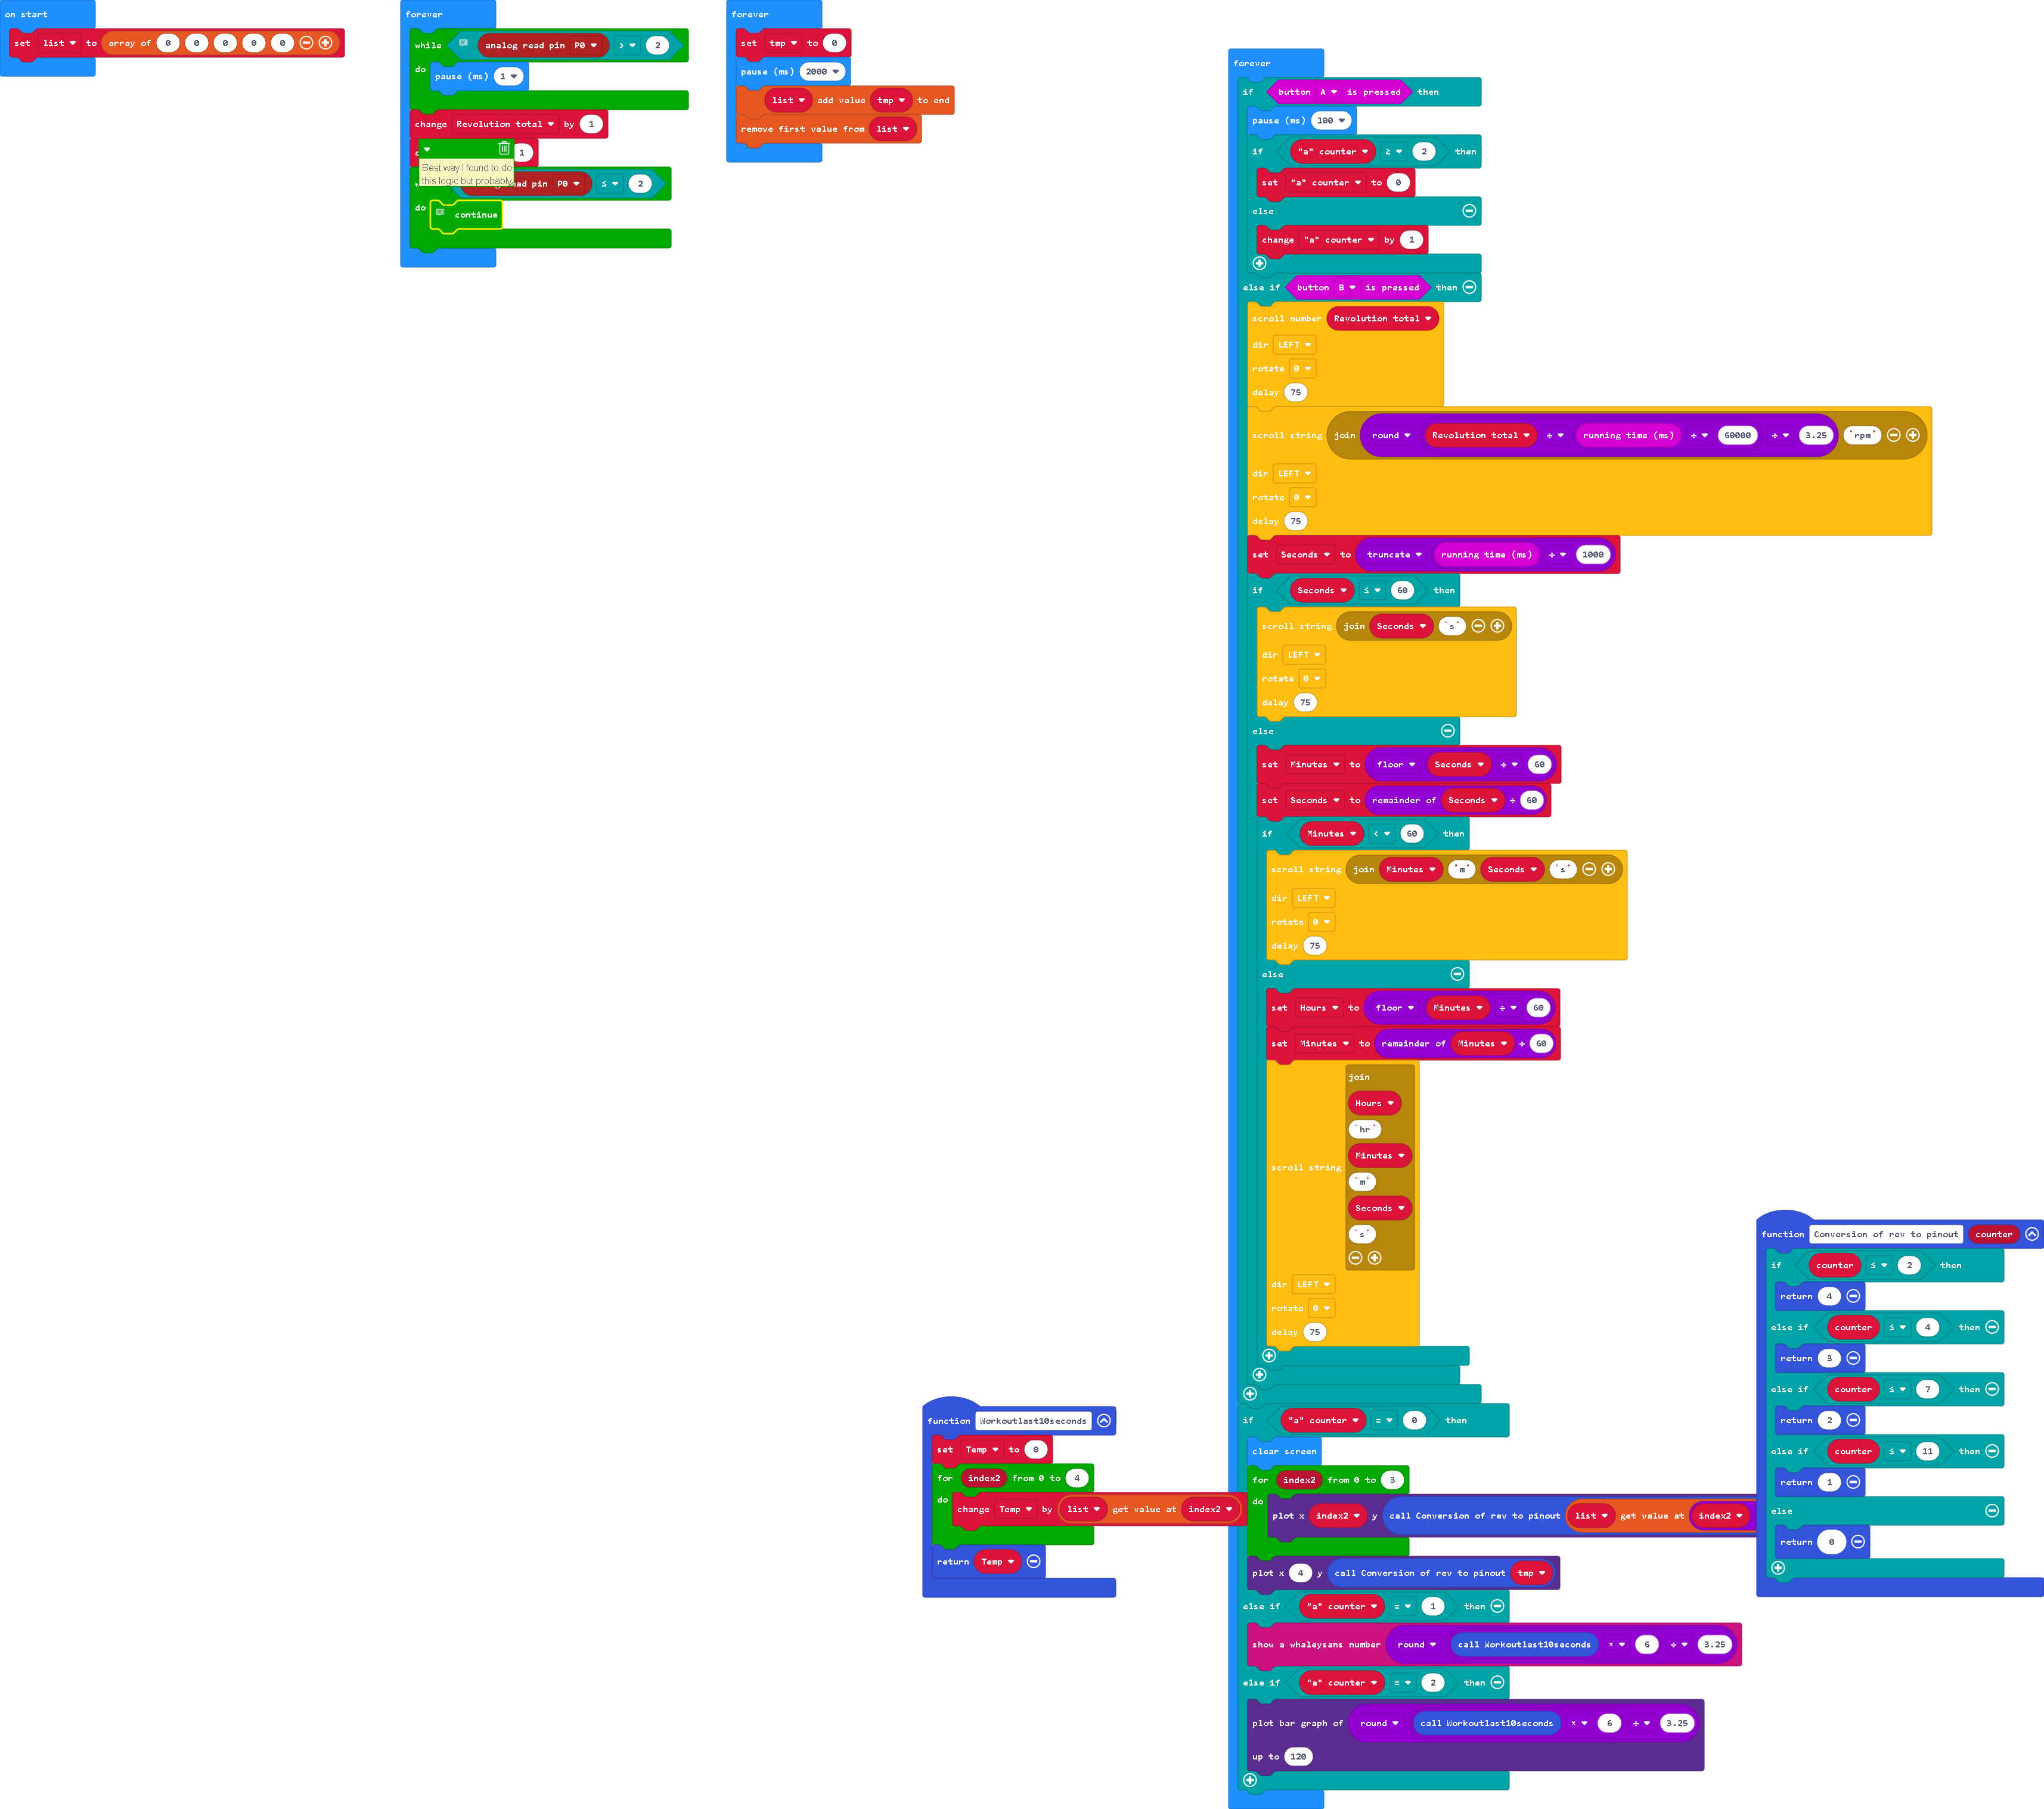 on start
set list to array of 0 0 0 0 0
forever
while analog read pin P0 > 2
do
pause (ms) 1
change Revolution total by 1
1
Best way I found to do
this logic but probably
ead pin P0 ≤ 2
do
continue
forever
set tmp to 0
pause (ms) 2000
list add value tmp to end
remove first value from list
forever
if button A is pressed then
pause (ms) 100
if "a" counter ≥ 2 then
set "a" counter to 0
else
change "a" counter by 1
else if button B is pressed then
scroll number Revolution total
dir LEFT
rotate 0
delay 75
scroll string join round Revolution total ÷ running time (ms) ÷ 60000 ÷ 3.25 "rpm"
dir LEFT
rotate 0
delay 75
set Seconds to truncate running time (ms) ÷ 1000
if Seconds ≤ 60 then
scroll string join Seconds "s"
dir LEFT
rotate 0
delay 75
else
set Minutes to floor Seconds ÷ 60
set Seconds to remainder of Seconds ÷ 60
if Minutes < 60 then
scroll string join Minutes "m" Seconds "s"
dir LEFT
rotate 0
delay 75
else
set Hours to floor Minutes ÷ 60
set Minutes to remainder of Minutes ÷ 60
join
Hours
"hr"
Minutes
"m"
scroll string
Seconds
"s"
dir LEFT
rotate 0
delay 75
if "a" counter = 0 then
clear screen
for index2 from 0 to 3
do
plot x index2 y call Conversion of rev to pinout list get value at index2
plot x 4 y call Conversion of rev to pinout tmp
else if "a" counter = 1 then
show a whaleysans number round call Workoutlast10seconds × 6 ÷ 3.25
else if "a" counter = 2 then
plot bar graph of round call Workoutlast10seconds × 6 ÷ 3.25
up to 120
function Workoutlast10seconds
set Temp to 0
for index2 from 0 to 4
do
change Temp by list get value at index2
return Temp
function Conversion of rev to pinout counter
if counter ≤ 2 then
return 4
else if counter ≤ 4 then
return 3
else if counter ≤ 7 then
return 2
else if counter ≤ 11 then
return 1
else
return 0